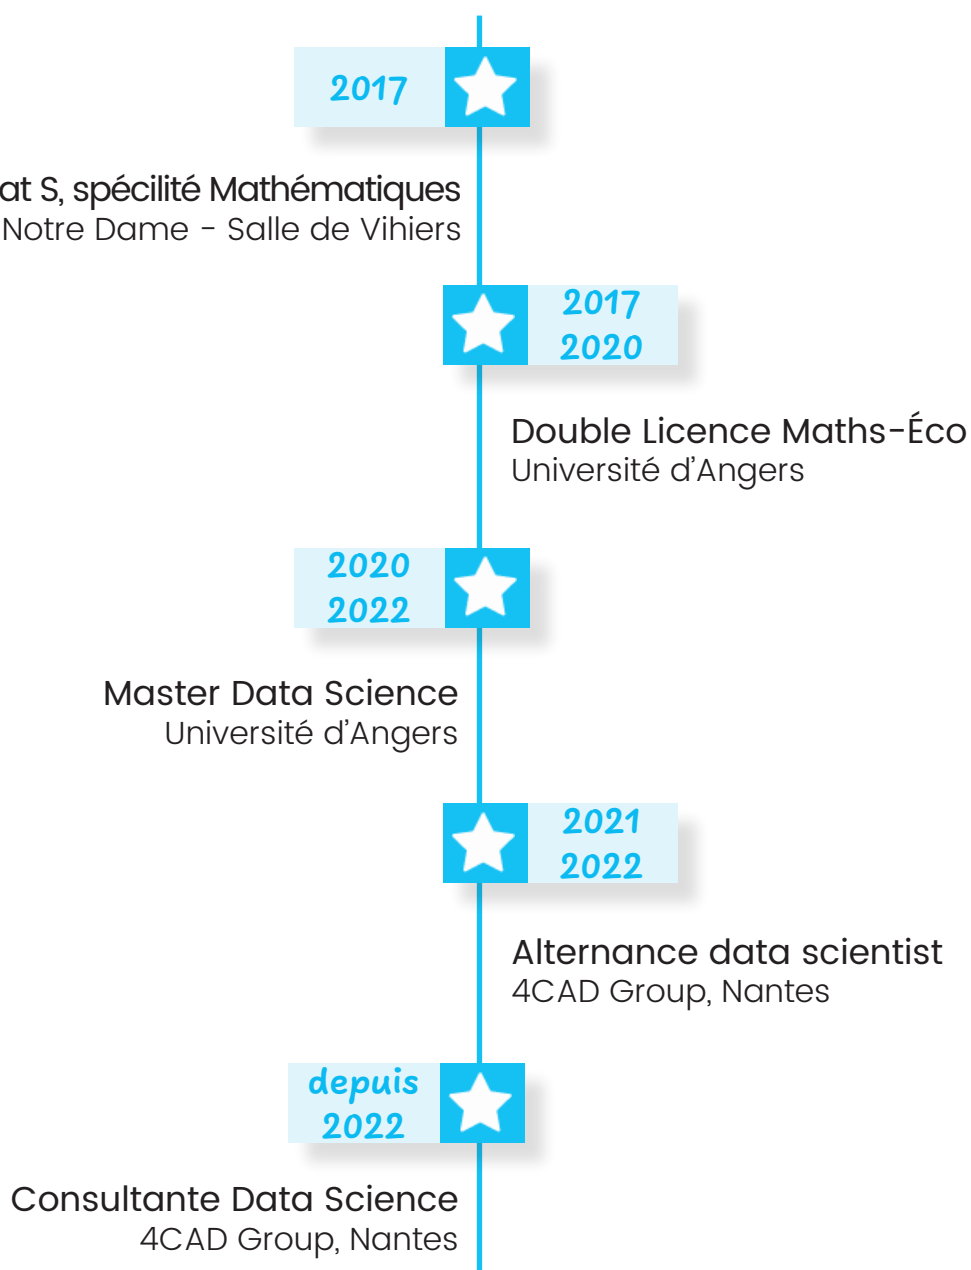 2017
at S, spécilité Mathématiques
Notre Dame - Salle de Vihiers
2017
2020
Double Licence Maths-Éco
Université d'Angers
2020
2022
Master Data Science
Université d'Angers
2021
2022
Alternance data scientist
4CAD Group, Nantes
depuis
2022
Consultante Data Science
4CAD Group, Nantes